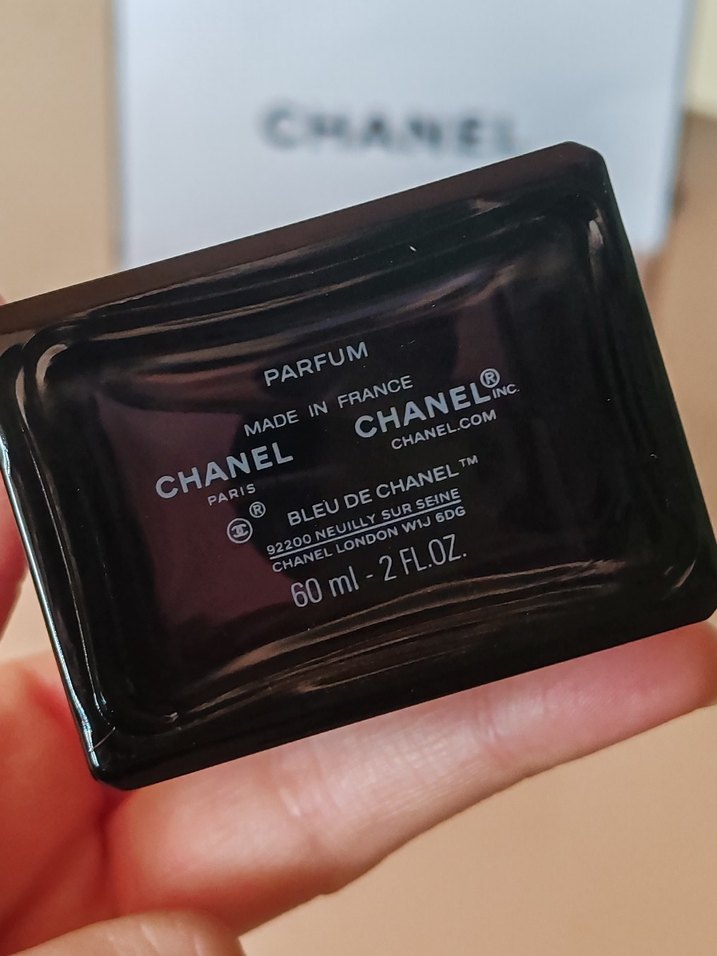 CHANEL
PARFUM
MADE IN FRANCE
CHANEL
PARIS
CHANEL® INC.
CHANEL.COM
®
BLEU DE CHANEL™
92200 NEUILLY SUR SEINE
CHANEL LONDON W1J 6DG
60 ml - 2 FL.OZ.